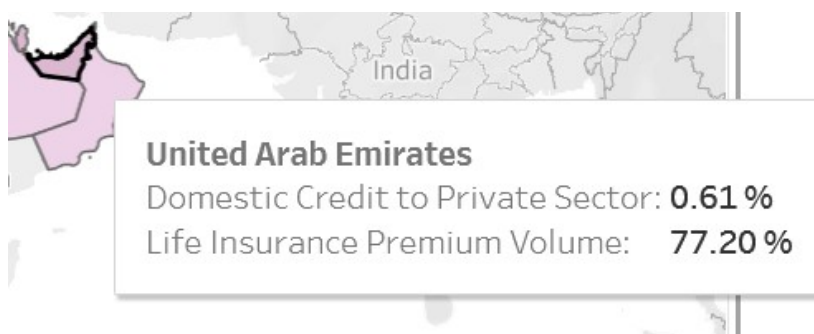 India
United Arab Emirates
Domestic Credit to Private Sector: 0.61 %
Life Insurance Premium Volume: 77.20 %